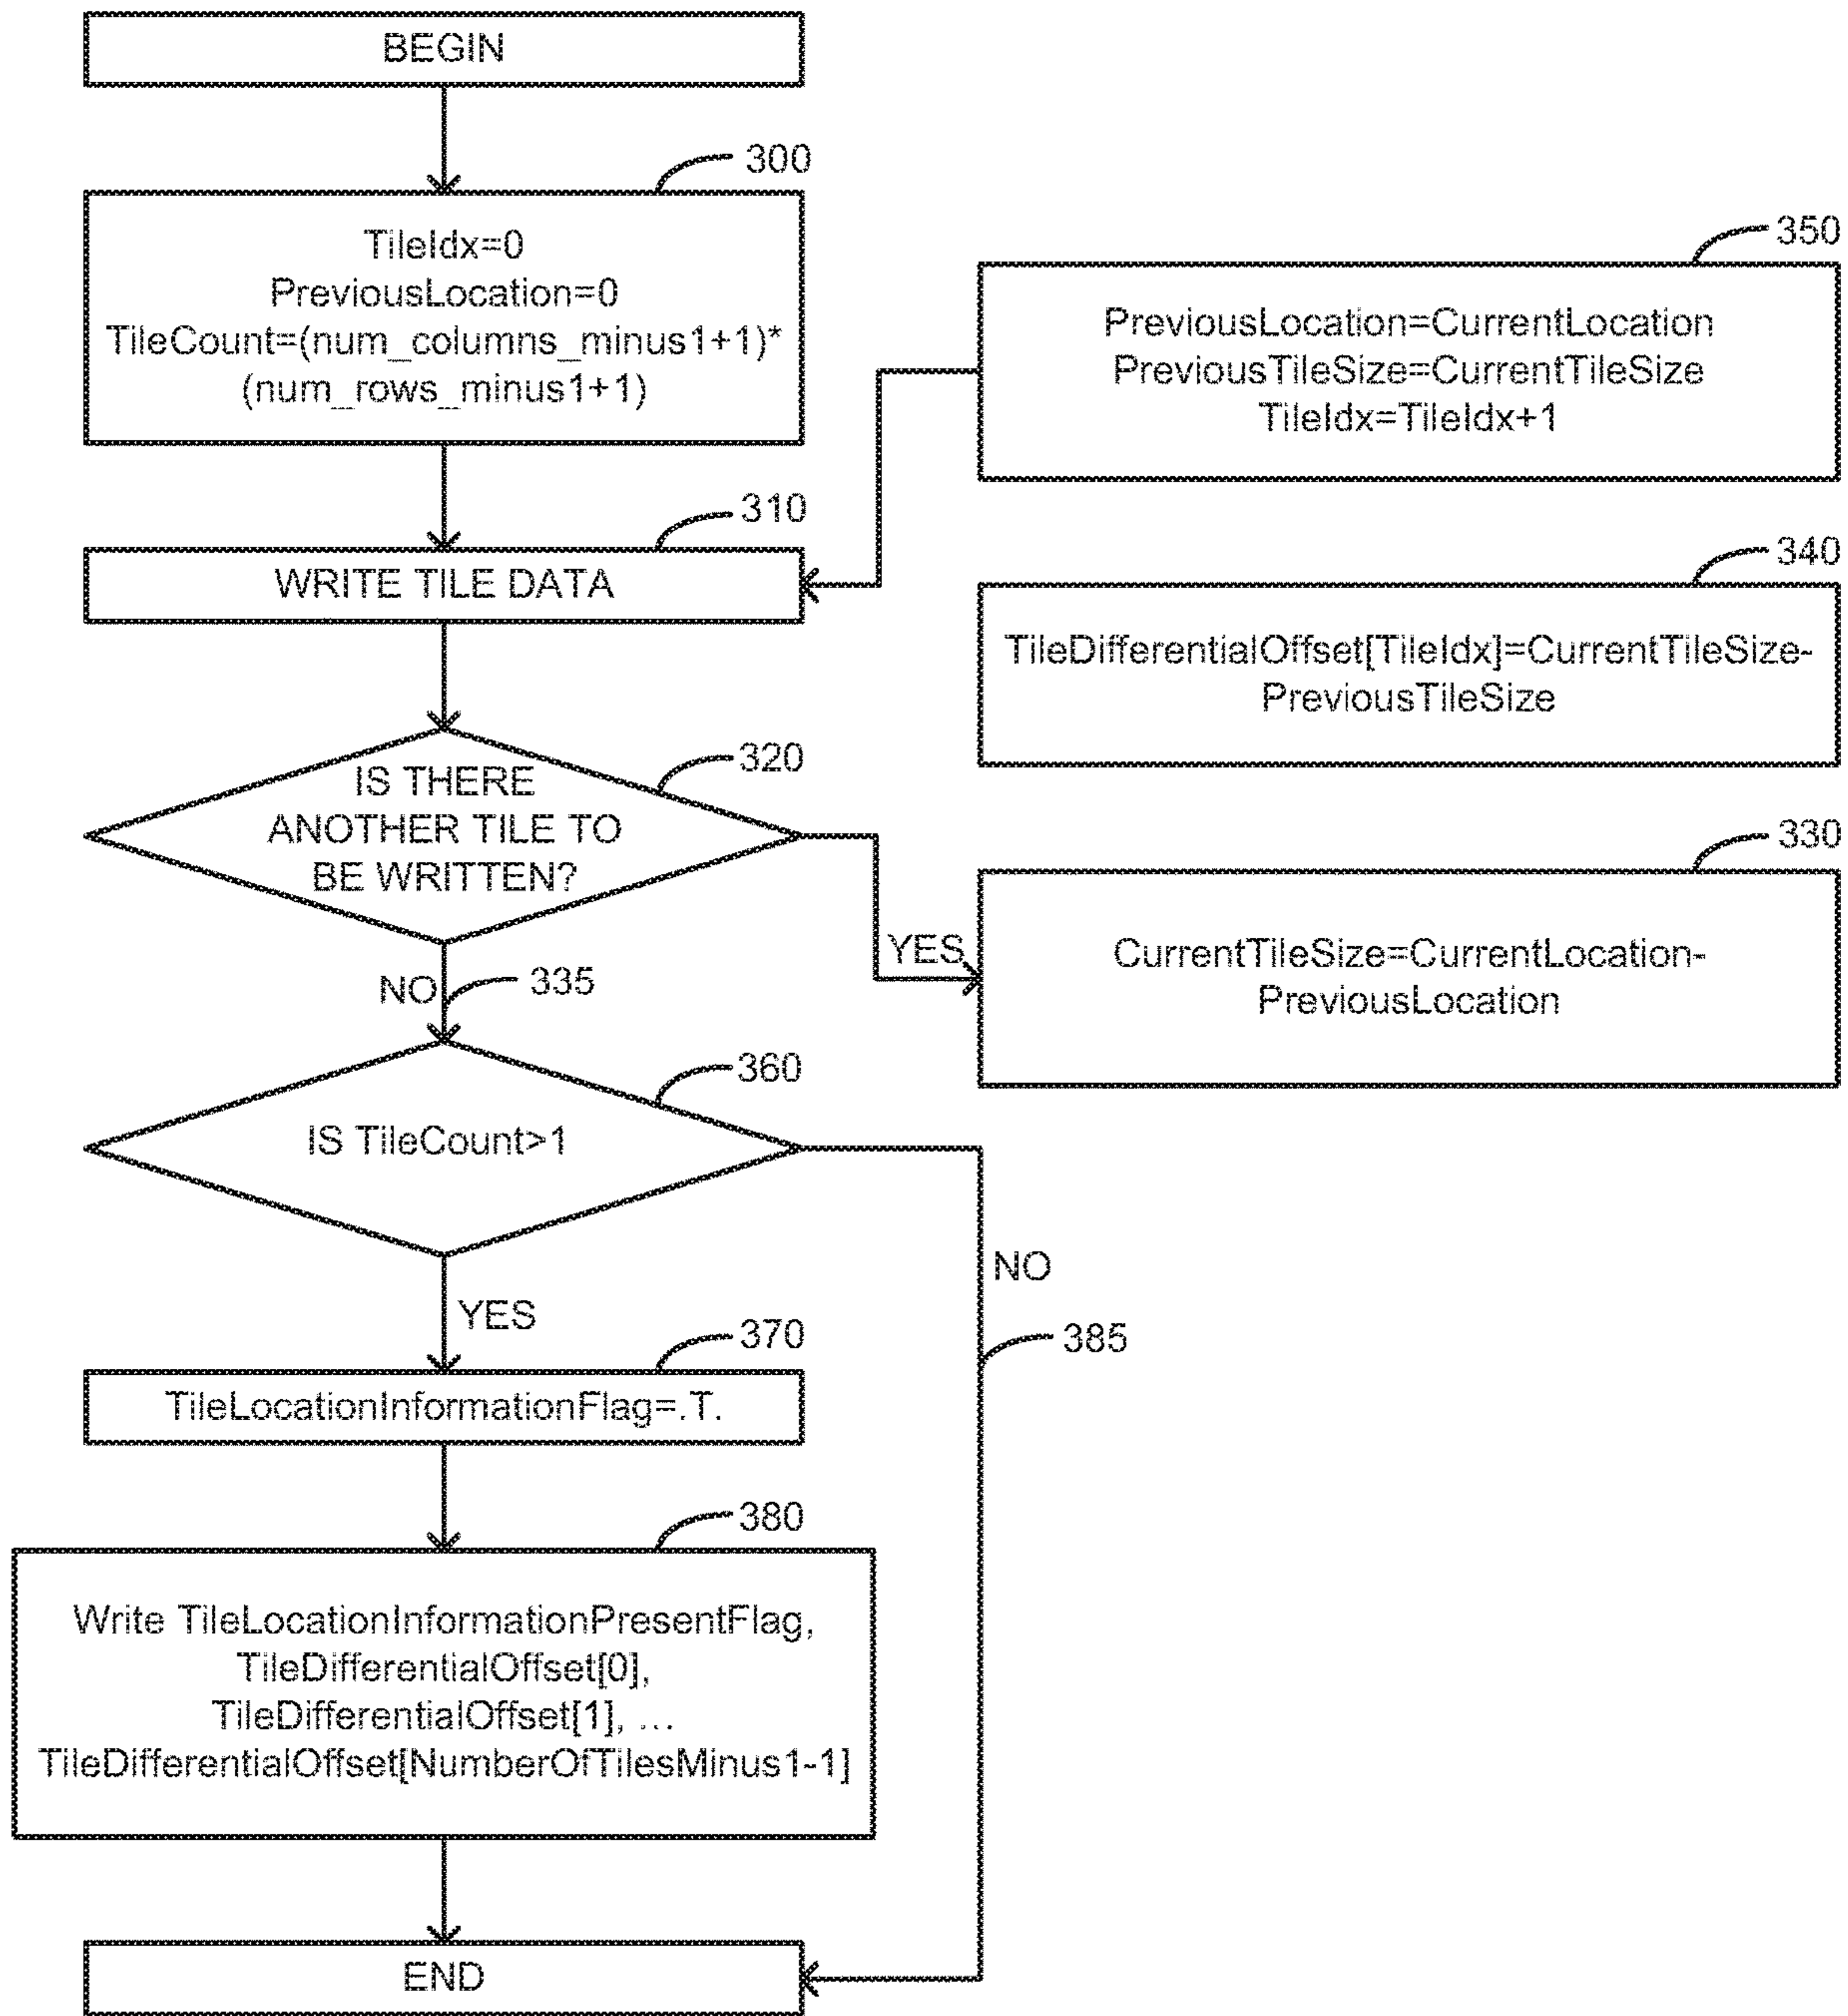 BEGIN
300
TileIdx=0
PreviousLocation=0
TileCount=(num_columns_minus1+1)*
(num_rows_minus1+1)
350
PreviousLocation=CurrentLocation
PreviousTileSize=CurrentTileSize
TileIdx=TileIdx+1
310
WRITE TILE DATA
340
TileDifferentialOffset[TileIdx]=CurrentTileSize-
PreviousTileSize
320
IS THERE
ANOTHER TILE TO
BE WRITTEN?
330
YES
CurrentTileSize=CurrentLocation-
PreviousLocation
NO
335
360
IS TileCount>1
NO
YES
370
385
TileLocationInformationFlag=.T.
380
Write TileLocationInformationPresentFlag,
TileDifferentialOffset[0],
TileDifferentialOffset[1], ...
TileDifferentialOffset[NumberOfTilesMinus1-1]
END